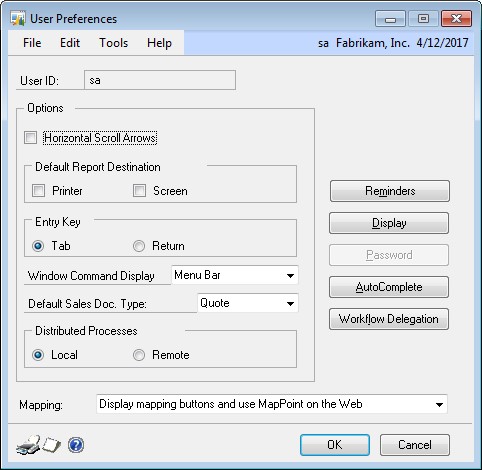 User Preferences
File Edit Tools Help sa Fabrikam, Inc. 4/12/2017
User ID: sa
Options
Horizontal Scroll Arrows
Default Report Destination
Printer Screen
Reminders
Entry Key
Display
Tab Return
Password
Window Command Display Menu Bar
AutoComplete
Default Sales Doc. Type: Quote
Workflow Delegation
Distributed Processes
Local Remote
Mapping: Display mapping buttons and use MapPoint on the Web
OK Cancel